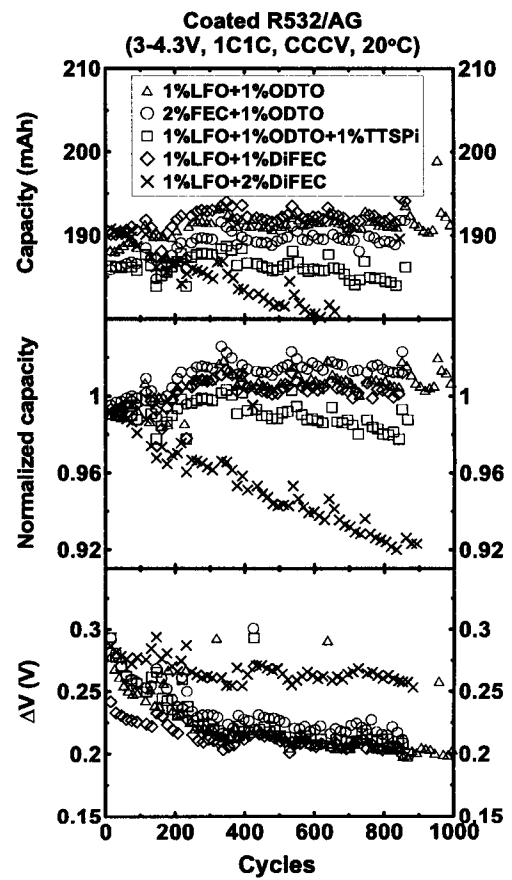 Coated R532/AG
(3-4.3V, 1C1C, CCCV, 20°C)
210
210
1%LFO+1%ODTO
2%FEC+1%ODTO
1%LFO+1%ODTO+1%TTSPi
1%LFO+1%DiFEC
1%LFO+2%DiFEC
200
200
190
190
Capacity (mAh)
1
1
0.96
0.96
0.92
0.92
Normalized capacity
0.3
0.3
0.25
0.25
0.2
0.2
0.15
0.15
ΔV (V)
0 200 400 600 800 1000
Cycles